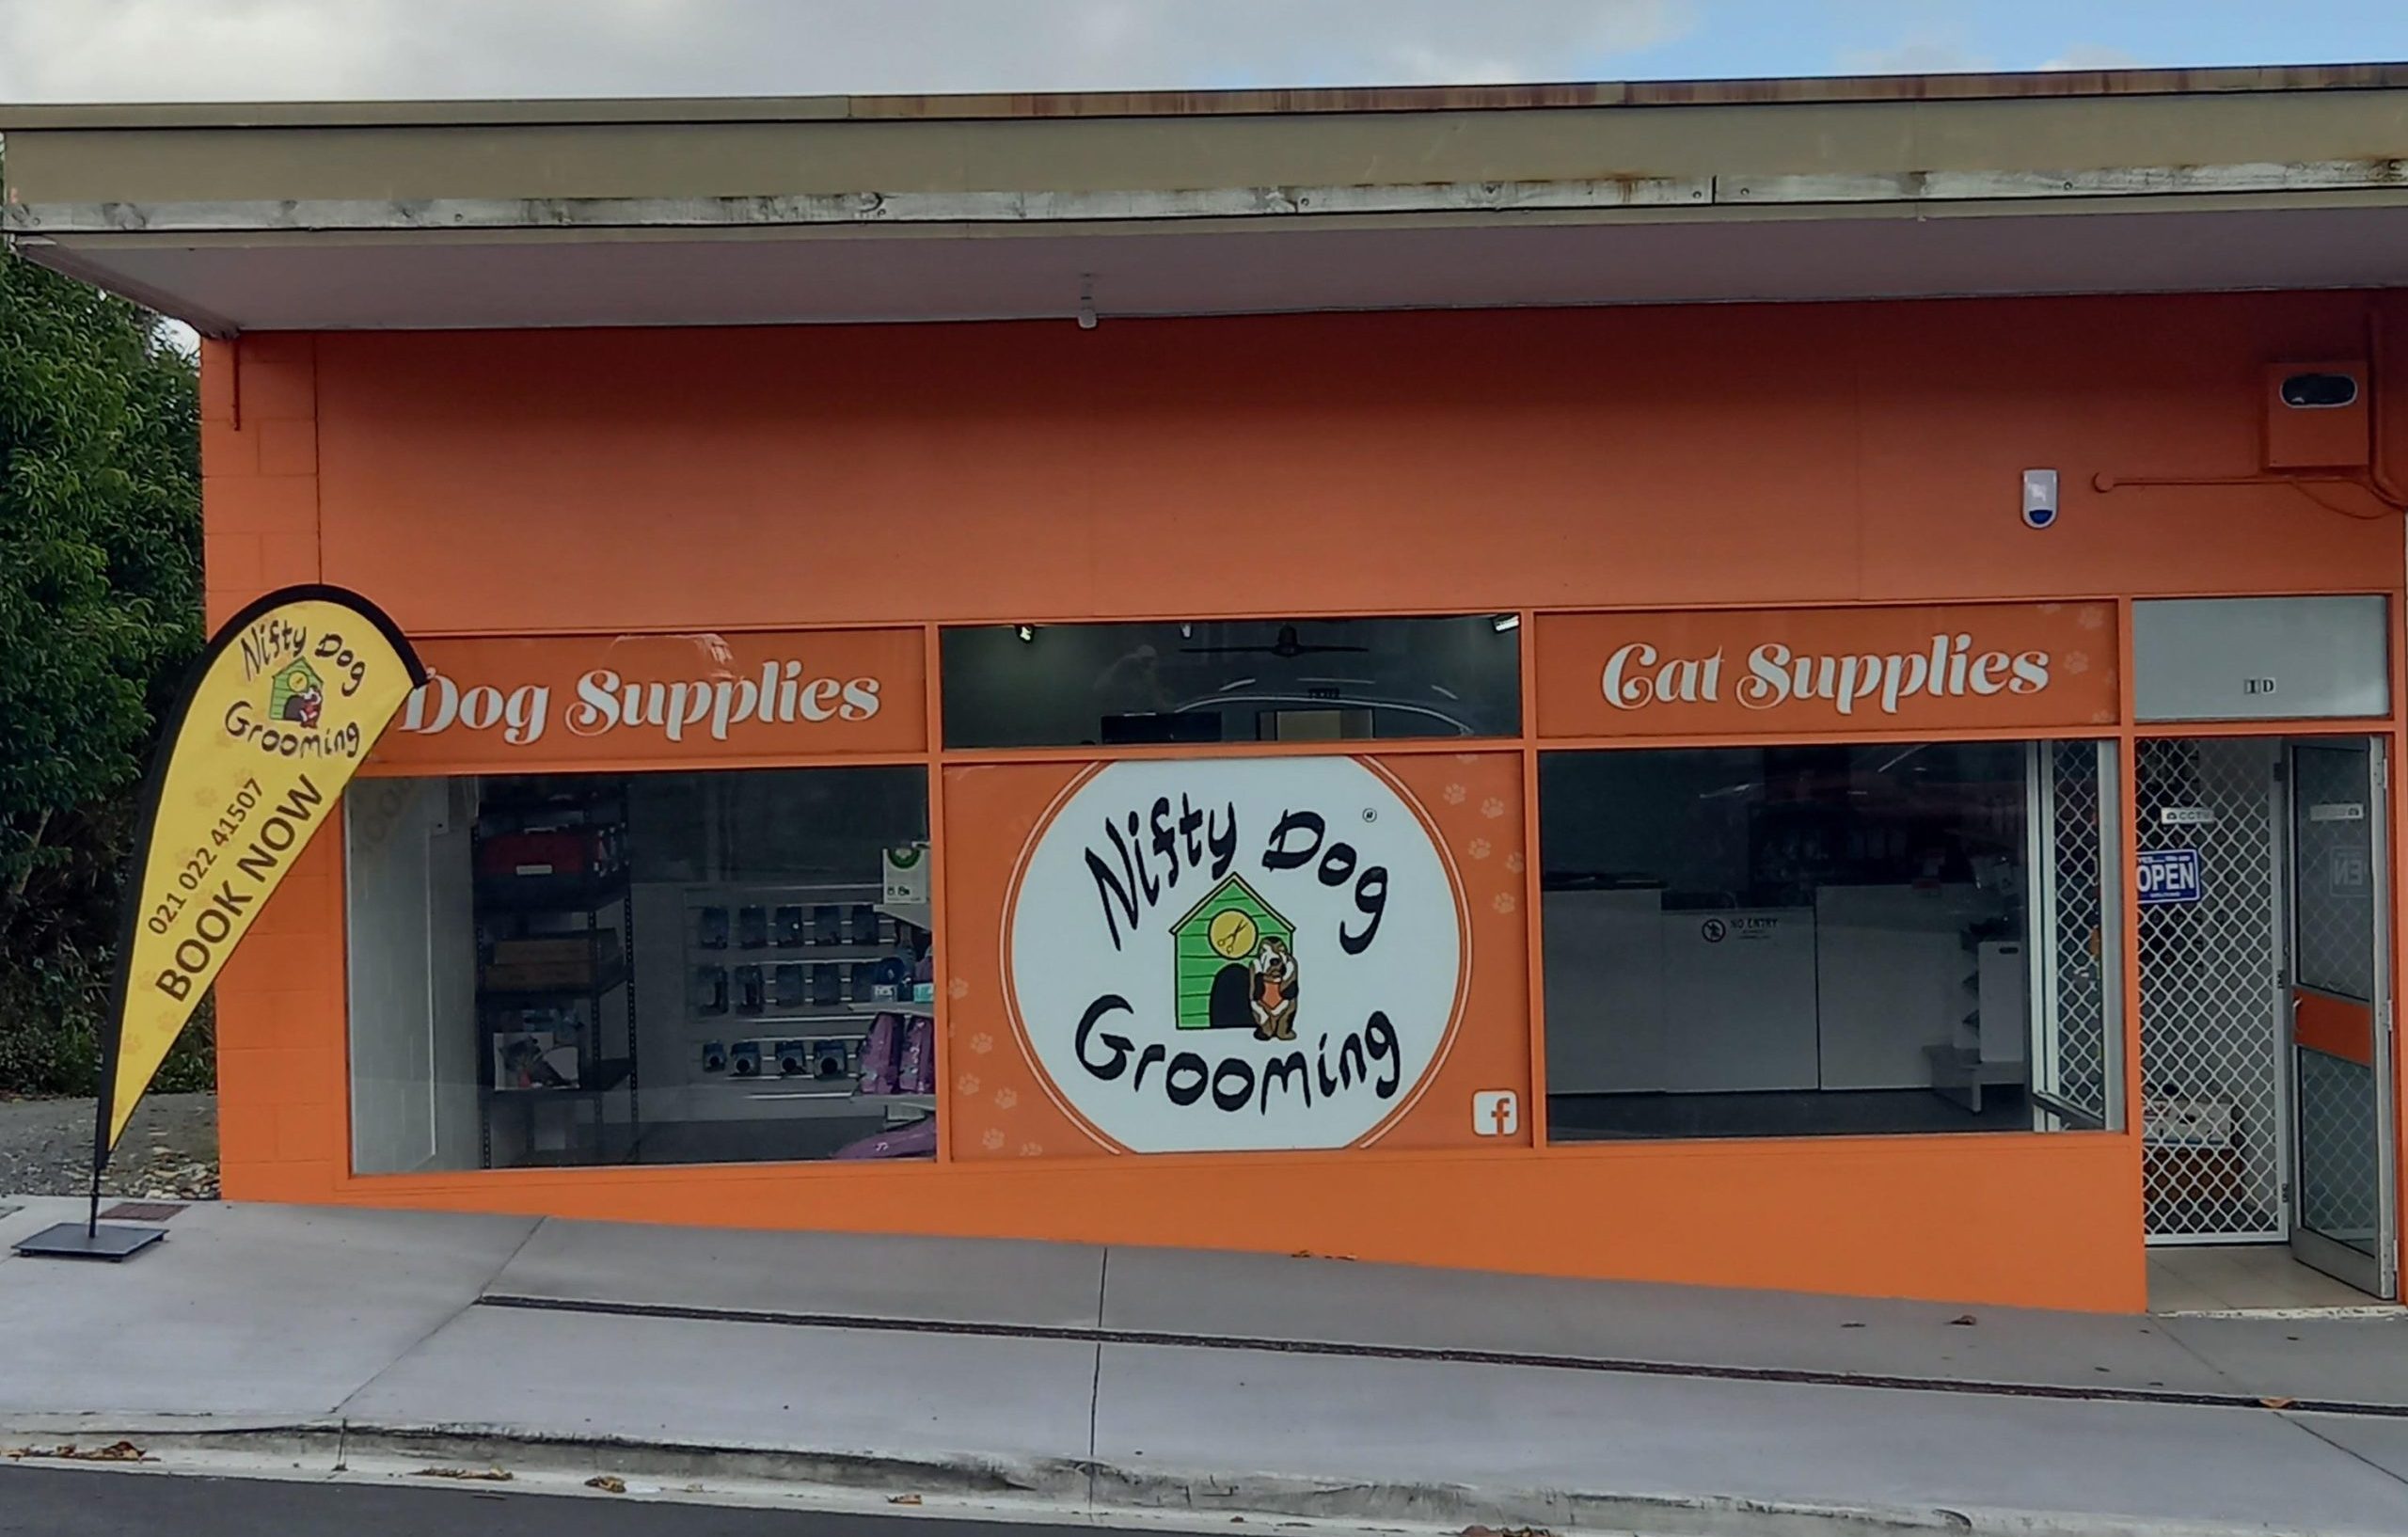 Nifty Dog
Grooming
021 022 41507
BOOK NOW
Dog Supplies
Nifty Dog
Grooming
f
Cat Supplies
NO ENTRY
1D
CCTV
OPEN